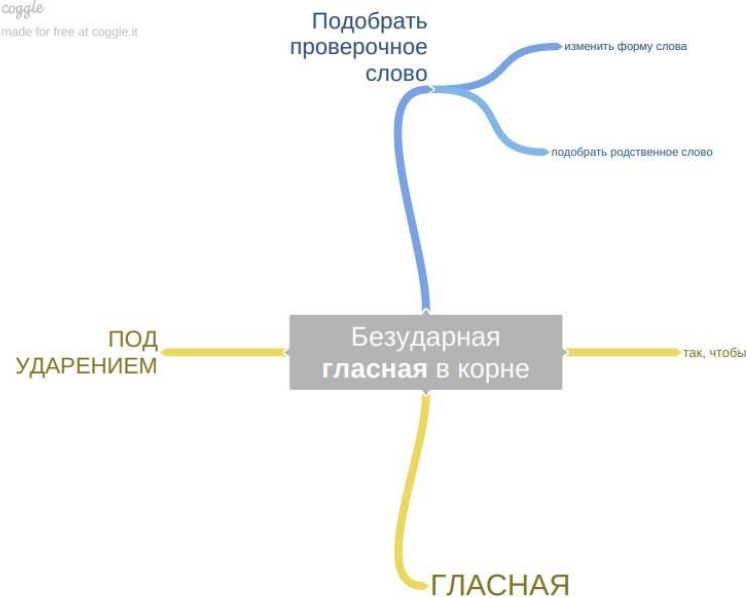 coggle
made for free at coggle.it
Подобрать
проверочное
слово
изменить форму слова
подобрать родственное слово
Безударная
гласная в корне
так, чтобы
ГЛАСНАЯ
ПОД
УДАРЕНИЕМ